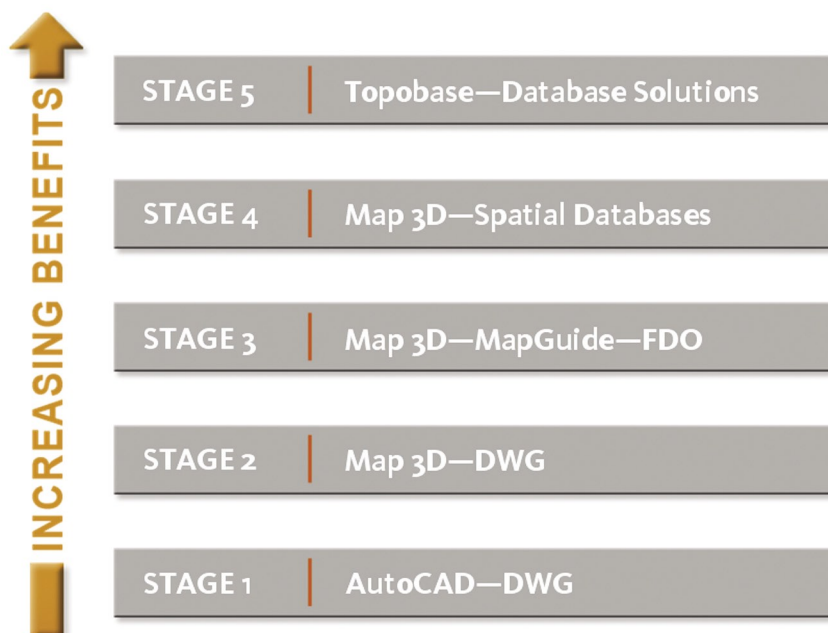 INCREASING BENEFITS
STAGE 5 Topobase—Database Solutions
STAGE 4 Map 3D—Spatial Databases
STAGE 3 Map 3D—MapGuide—FDO
STAGE 2 Map 3D—DWG
STAGE 1 AutoCAD—DWG